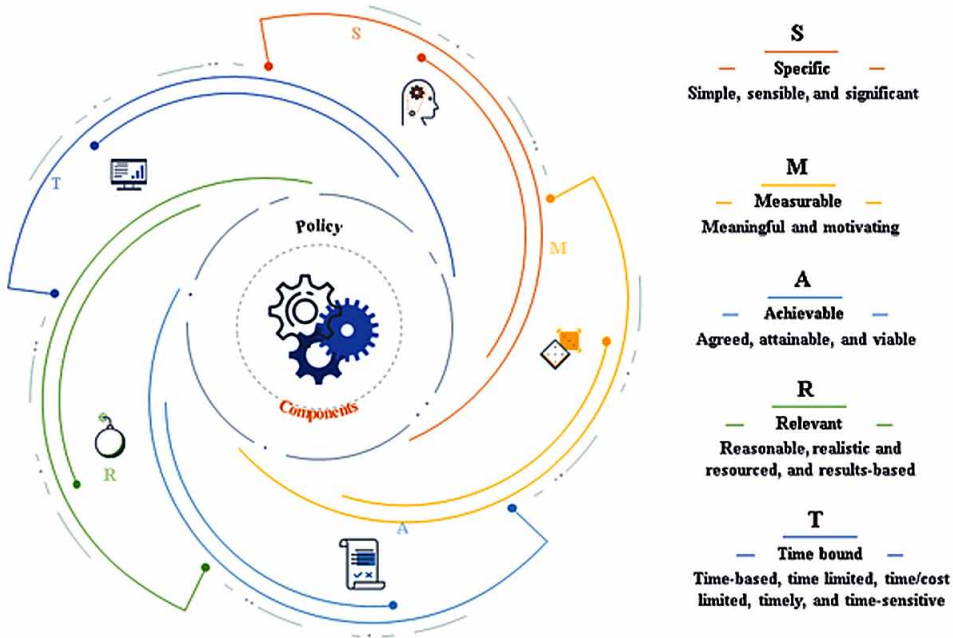 S
T
M
Policy
Components
R
A
S
Specific
Simple, sensible, and significant
M
Measurable
Meaningful and motivating
A
Achievable
Agreed, attainable, and viable
R
Relevant
Reasonable, realistic and
resourced, and results-based
T
Time bound
Time-based, time limited, time/cost
limited, timely, and time-sensitive